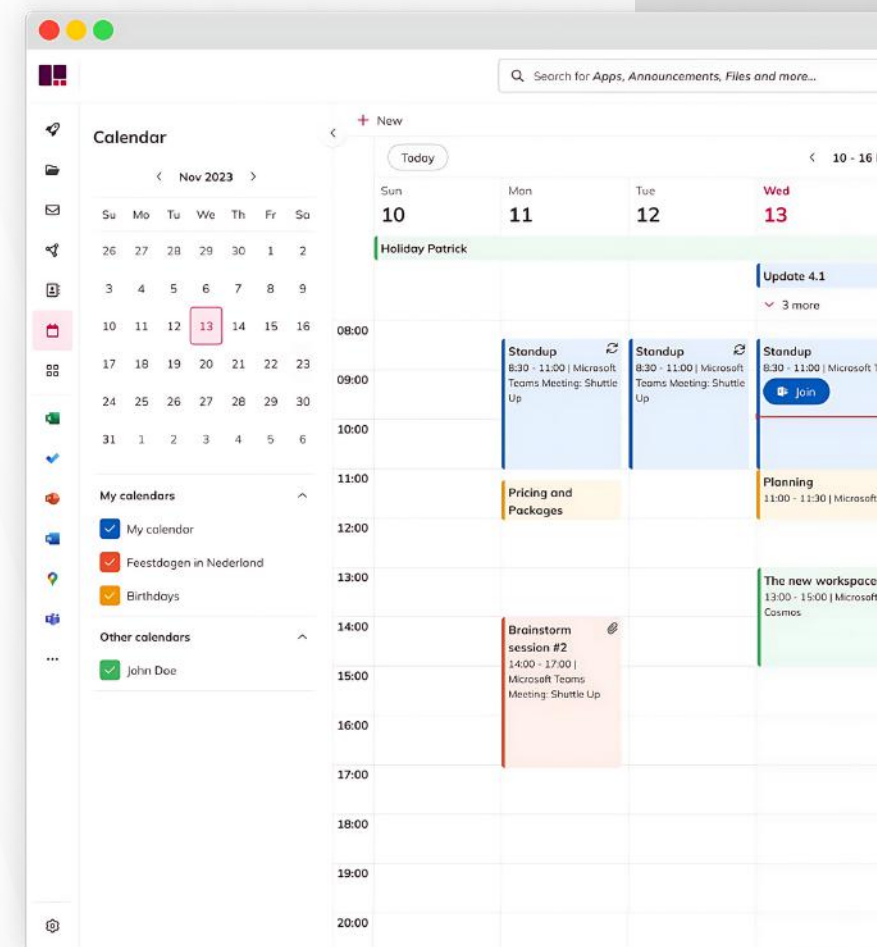 Search for Apps, Announcements, Files and more...
Calendar
Nov 2023
Su Mo Tu We Th Fr Sa
26 27 28 29 30 1 2
3 4 5 6 7 8 9
10 11 12 13 14 15 16
17 18 19 20 21 22 23
24 25 26 27 28 29 30
31 1 2 3 4 5 6
My calendars
My calendar
Feestdagen in Nederland
Birthdays
Other calendars
John Doe
+ New
Today
10 - 16
Sun Mon Tue Wed
10 11 12 13
Holiday Patrick
Update 4.1
3 more
08:00
09:00
10:00
11:00
12:00
13:00
14:00
15:00
16:00
17:00
18:00
19:00
20:00
Standup
8:30 - 11:00 | Microsoft
Teams Meeting: Shuttle
Up
Pricing and
Packages
Brainstorm
session #2
14:00 - 17:00 |
Microsoft Teams
Meeting: Shuttle Up
Standup
8:30 - 11:00 | Microsoft
Teams Meeting: Shuttle
Up
Standup
8:30 - 11:00 | Microsoft
Join
Planning
11:00 - 11:30 | Microsoft
The new workspace
13:00 - 15:00 | Microsoft
Cosmos